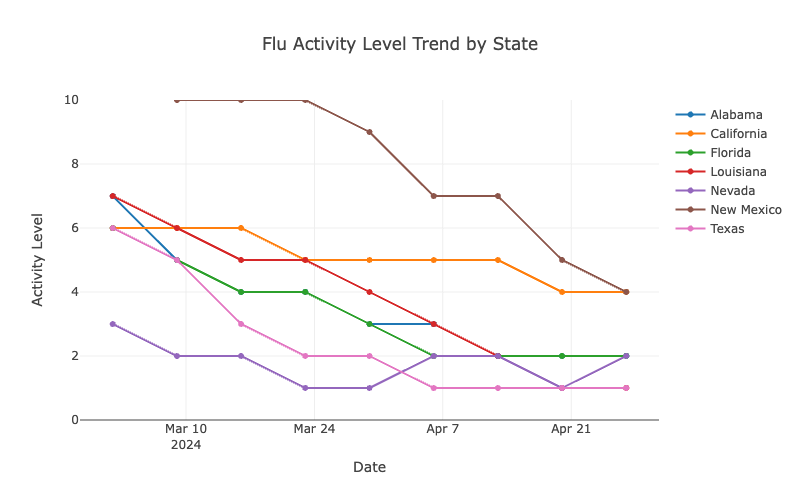 Flu Activity Level Trend by State
Activity Level
10
8
6
4
2
0
Mar 10
2024
Mar 24
Apr 7
Apr 21
Date
Alabama
California
Florida
Louisiana
Nevada
New Mexico
Texas